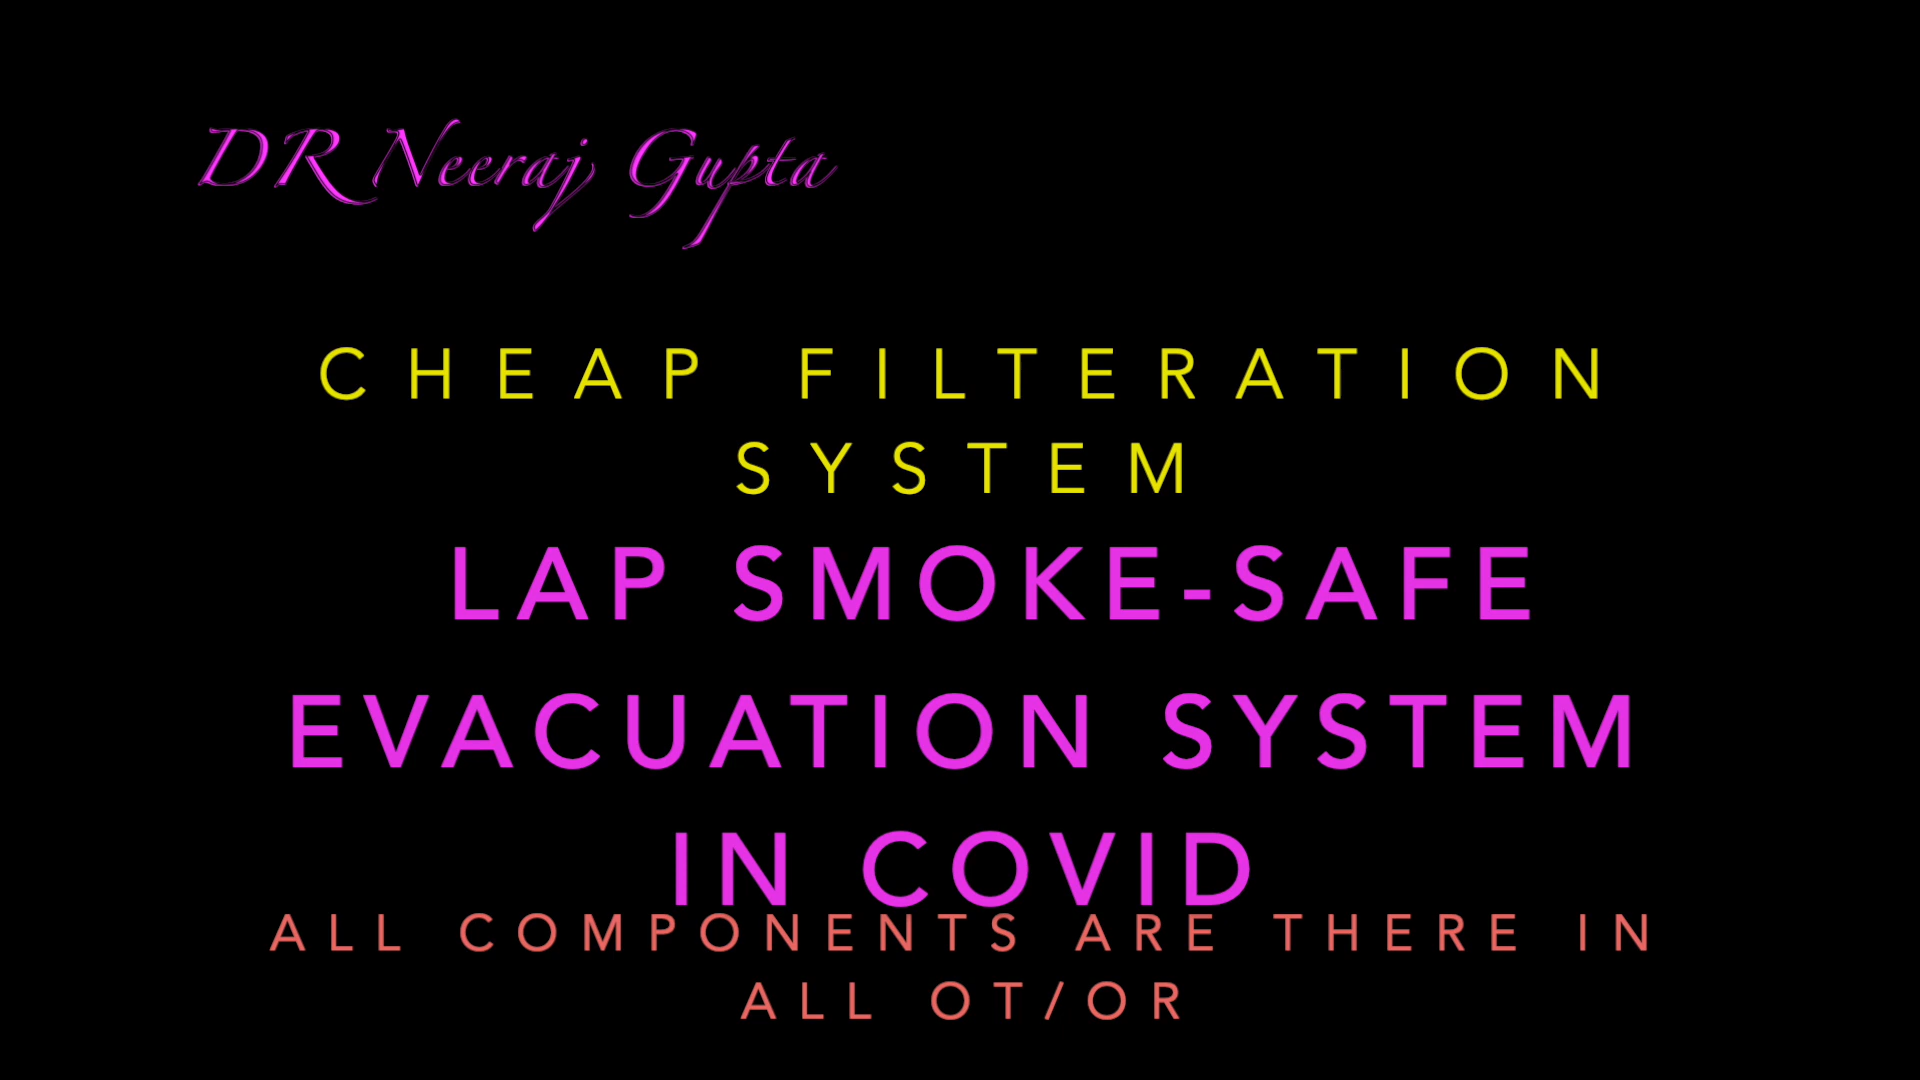 DR Neeraj Gupta
CHEAP FILTERATION
SYSTEM
LAP SMOKE-SAFE
EVACUATION SYSTEM
IN COVID
ALL COMPONENTS ARE THERE IN
ALL OT/OR